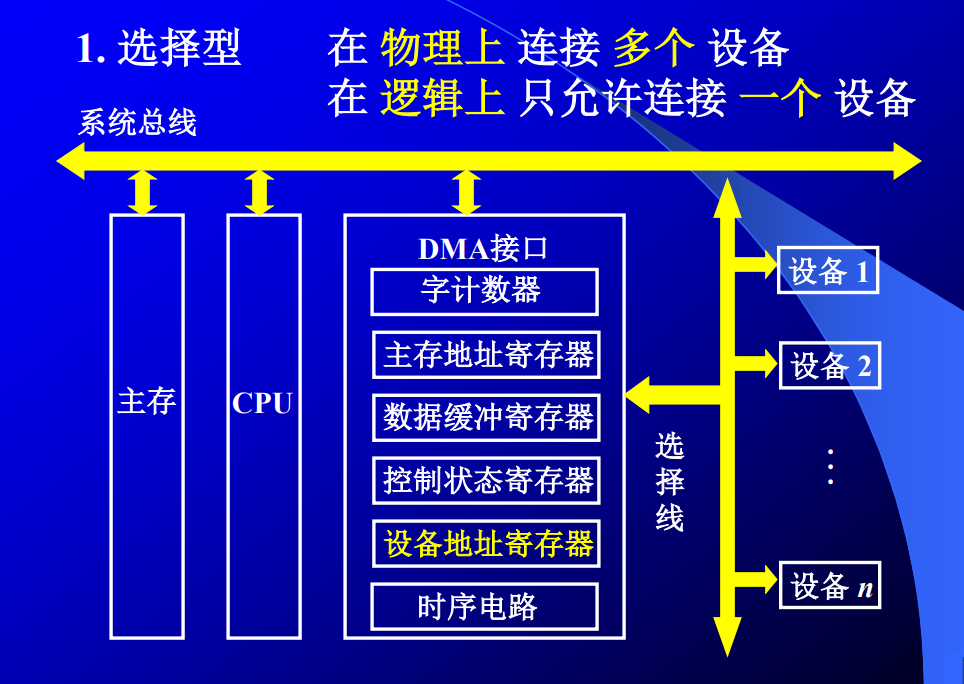 1. 选择型
在 物理上 连接 多个 设备
在 逻辑上 只允许连接 一个 设备
系统总线
主存
CPU
DMA接口
字计数器
主存地址寄存器
数据缓冲寄存器
控制状态寄存器
设备地址寄存器
时序电路
选择线
设备 1
设备 2
⋮
设备 n